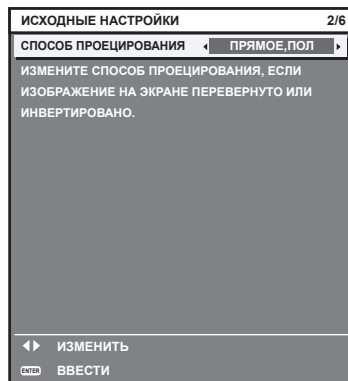 ИСХОДНЫЕ НАСТРОЙКИ 2/6
СПОСОБ ПРОЕЦИРОВАНИЯ ПРЯМОЕ,ПОЛ
ИЗМЕНИТЕ СПОСОБ ПРОЕЦИРОВАНИЯ, ЕСЛИ
ИЗОБРАЖЕНИЕ НА ЭКРАНЕ ПЕРЕВЕРНУТО ИЛИ
ИНВЕРТИРОВАНО.
ИЗМЕНИТЬ
ENTER ВВЕСТИ